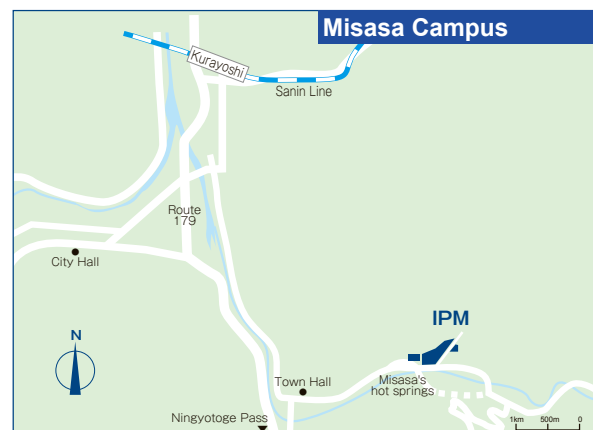 Misasa Campus
Kurayoshi
Sanin Line
Route
179
City Hall
N
IPM
Town Hall
Misasa's
hot springs
Ningyotoge Pass
1km 500m 0